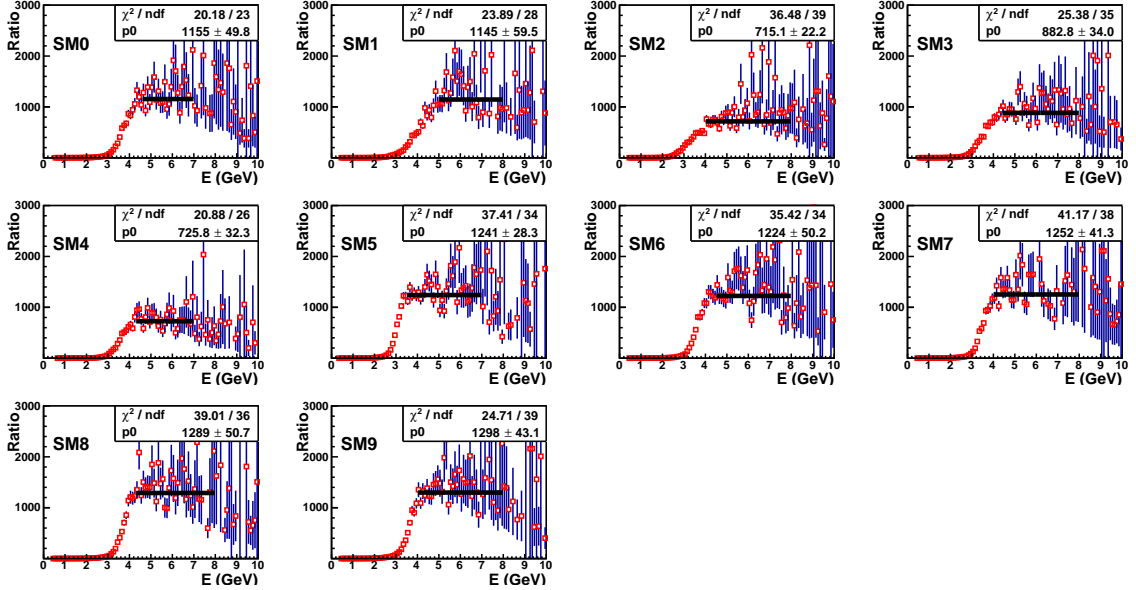 Ratio
3000
2000
1000
SM0
χ² / ndf 20.18 / 23
p0 1155 ± 49.8
0 1 2 3 4 5 6 7 8 9 10
E (GeV)
Ratio
3000
2000
1000
SM1
χ² / ndf 23.89 / 28
p0 1145 ± 59.5
0 1 2 3 4 5 6 7 8 9 10
E (GeV)
Ratio
3000
2000
1000
SM2
χ² / ndf 36.48 / 39
p0 715.1 ± 22.2
0 1 2 3 4 5 6 7 8 9 10
E (GeV)
Ratio
3000
2000
1000
SM3
χ² / ndf 25.38 / 35
p0 882.8 ± 34.0
0 1 2 3 4 5 6 7 8 9 10
E (GeV)
Ratio
3000
2000
1000
SM4
χ² / ndf 20.88 / 26
p0 725.8 ± 32.3
0 1 2 3 4 5 6 7 8 9 10
E (GeV)
Ratio
3000
2000
1000
SM5
χ² / ndf 37.41 / 34
p0 1241 ± 28.3
0 1 2 3 4 5 6 7 8 9 10
E (GeV)
Ratio
3000
2000
1000
SM6
χ² / ndf 35.42 / 34
p0 1224 ± 50.2
0 1 2 3 4 5 6 7 8 9 10
E (GeV)
Ratio
3000
2000
1000
SM7
χ² / ndf 41.17 / 38
p0 1252 ± 41.3
0 1 2 3 4 5 6 7 8 9 10
E (GeV)
Ratio
3000
2000
1000
SM8
χ² / ndf 39.01 / 36
p0 1289 ± 50.7
0 1 2 3 4 5 6 7 8 9 10
E (GeV)
Ratio
3000
2000
1000
SM9
χ² / ndf 24.71 / 39
p0 1298 ± 43.1
0 1 2 3 4 5 6 7 8 9 10
E (GeV)